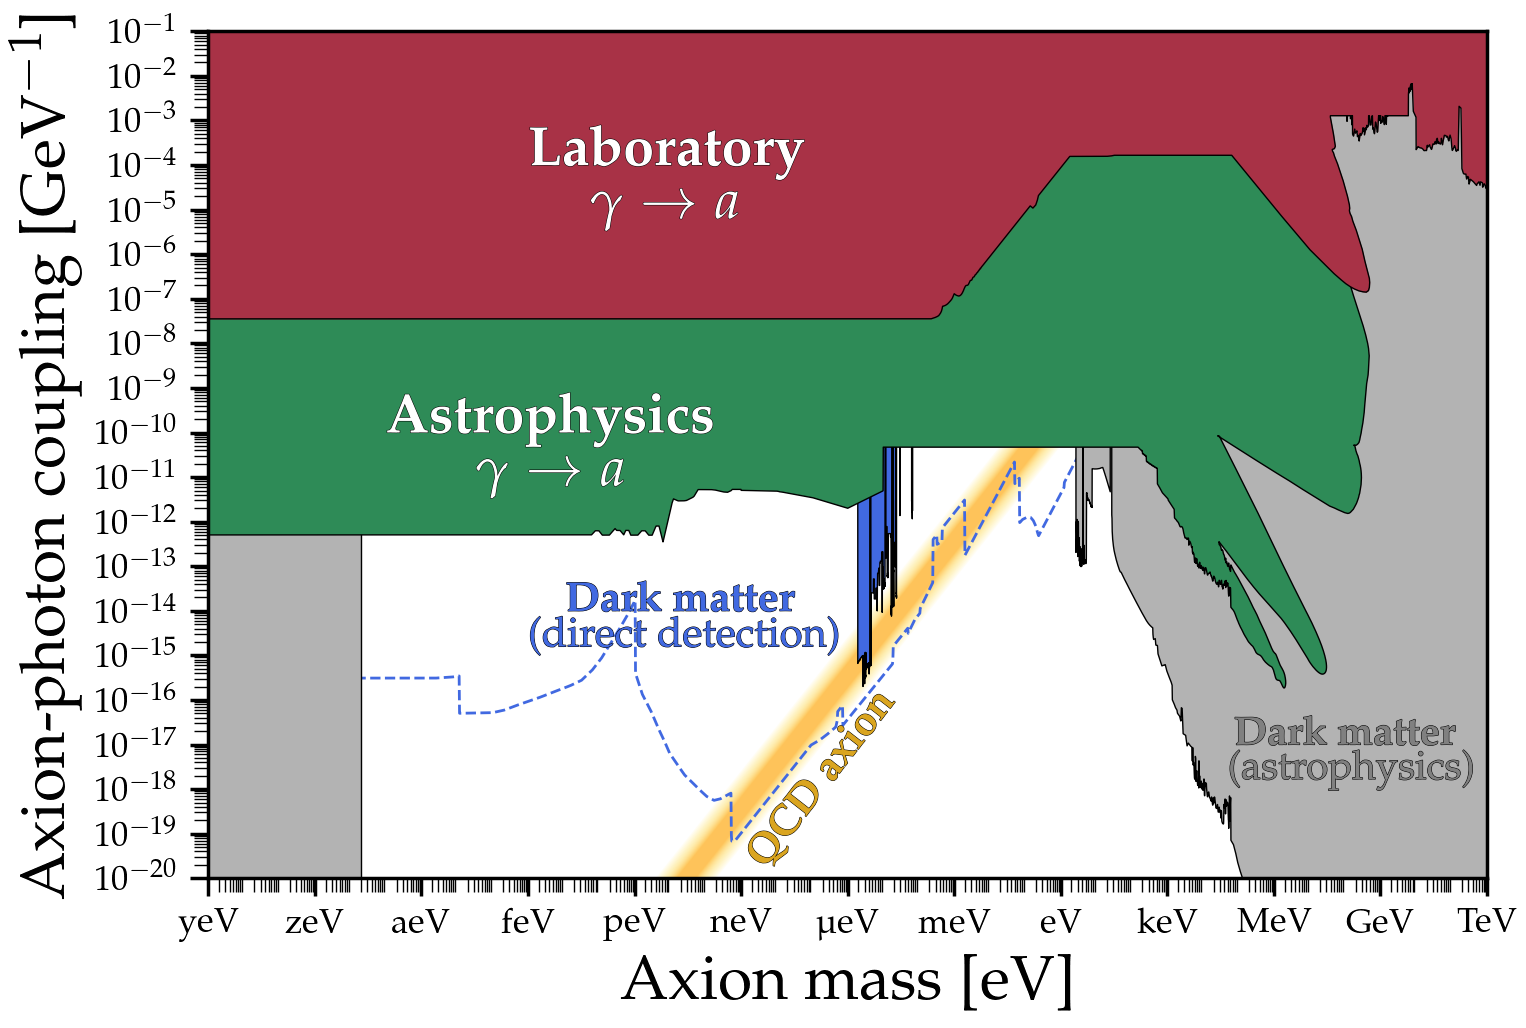 Axion-photon coupling [GeV⁻¹]
10⁻¹
10⁻²
10⁻³
10⁻⁴
10⁻⁵
10⁻⁶
10⁻⁷
10⁻⁸
10⁻⁹
10⁻¹⁰
10⁻¹¹
10⁻¹²
10⁻¹³
10⁻¹⁴
10⁻¹⁵
10⁻¹⁶
10⁻¹⁷
10⁻¹⁸
10⁻¹⁹
10⁻²⁰
Laboratory
γ → a
Astrophysics
γ → a
Dark matter
(direct detection)
QCD axion
Dark matter
(astrophysics)
yeV zeV aeV feV peV neV µeV meV eV keV MeV GeV TeV
Axion mass [eV]